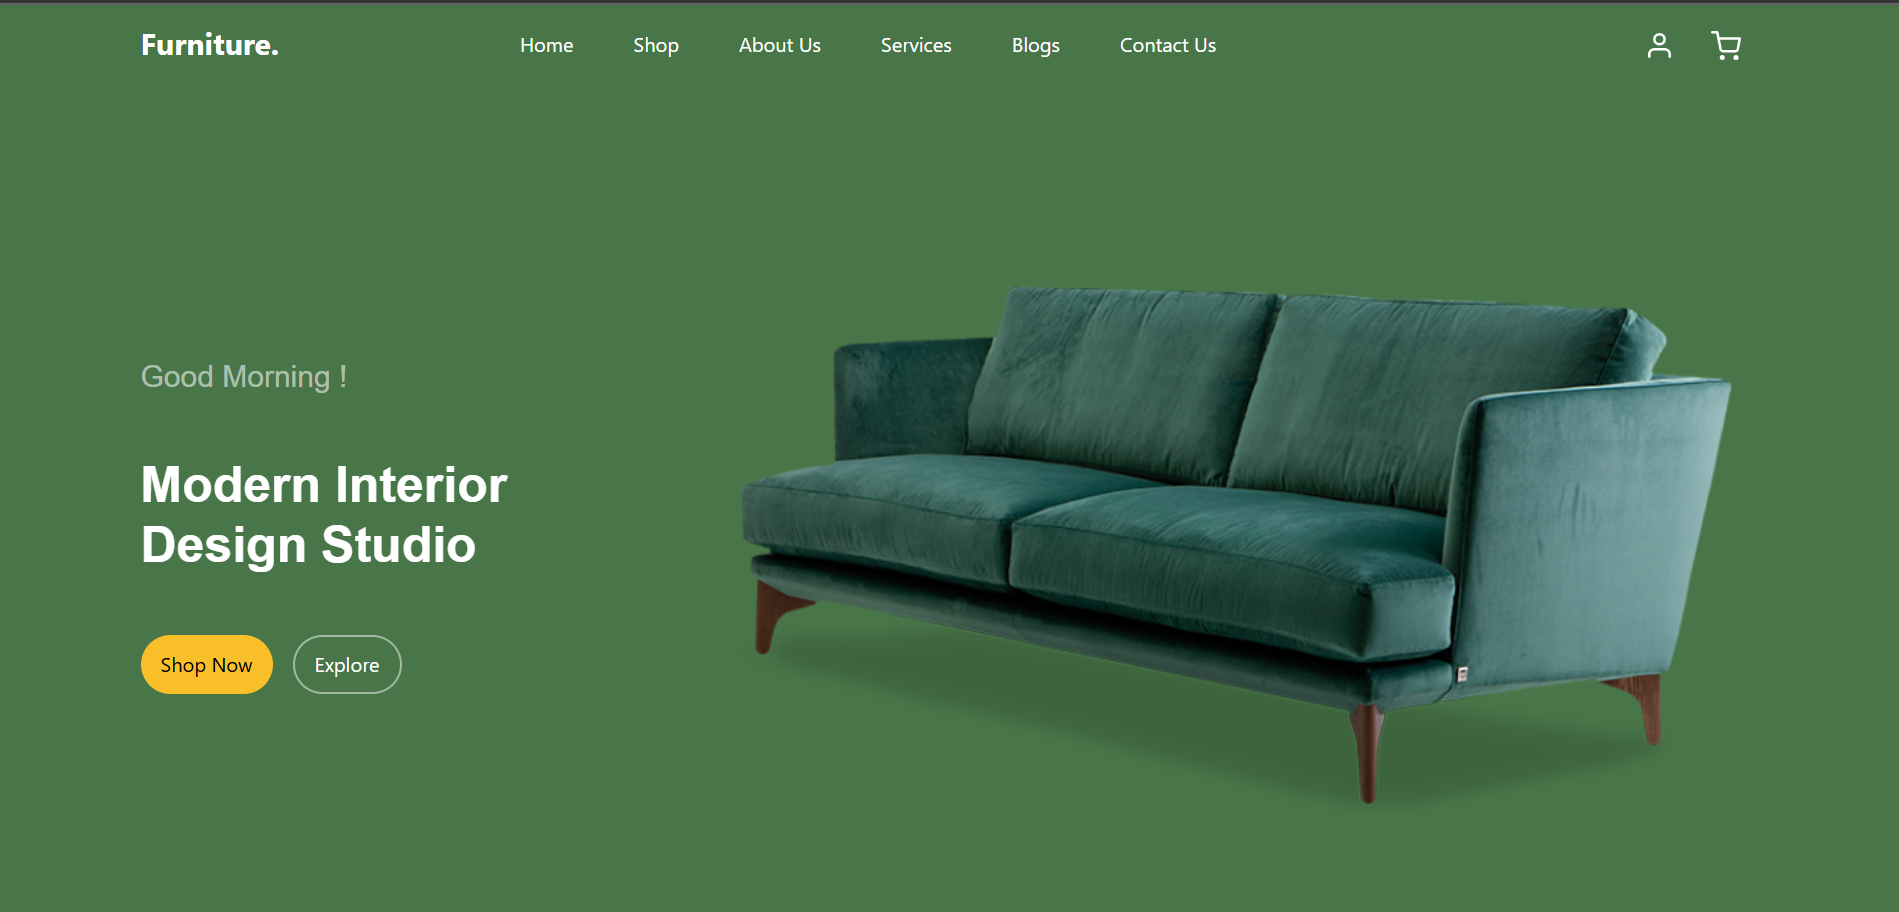 Furniture.
Home
Shop
About Us
Services
Blogs
Contact Us
Good Morning !
Modern Interior
Design Studio
Shop Now
Explore